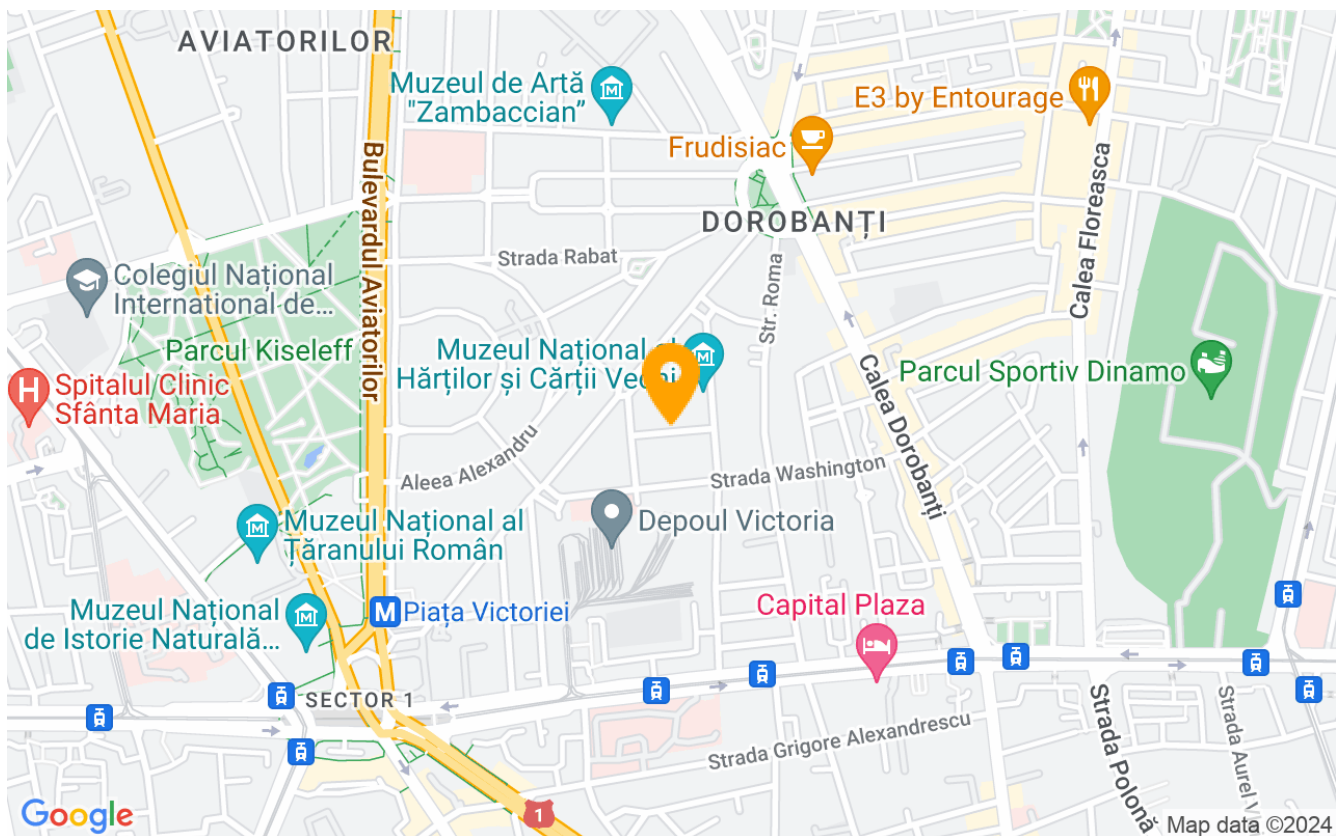 AVIATORILOR
Muzeul de Artă
"Zambaccian”
E3 by Entourage
Frudisiac
DOROBANȚI
Bulevardul Aviatorilor
Calea Floreasca
Strada Rabat
Str. Roma
Colegiul Național
International de...
Parcul Kiseleff
Muzeul Național al
Hărților și Cărții Vechi
Parcul Sportiv Dinamo
H
Spitalul Clinic
Sfânta Maria
Calea Dorobanți
Aleea Alexandru
Strada Washington
Muzeul Național al
Țăranului Român
Depoul Victoria
Muzeul Național
de Istorie Naturală...
M
Piața Victoriei
Capital Plaza
SECTOR 1
Strada Grigore Alexandrescu
Strada Polonă
Strada Aurel V
1
Google
Map data ©2024